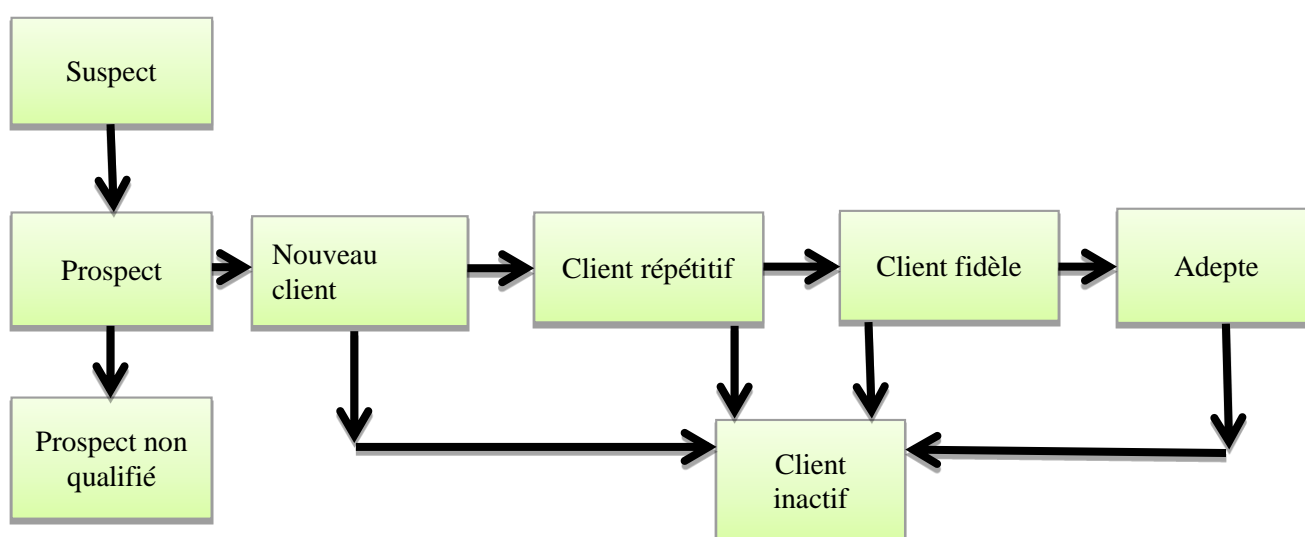 Suspect
Prospect
Nouveau
client
Client répétitif
Client fidèle
Adepte
Prospect non
qualifié
Client
inactif